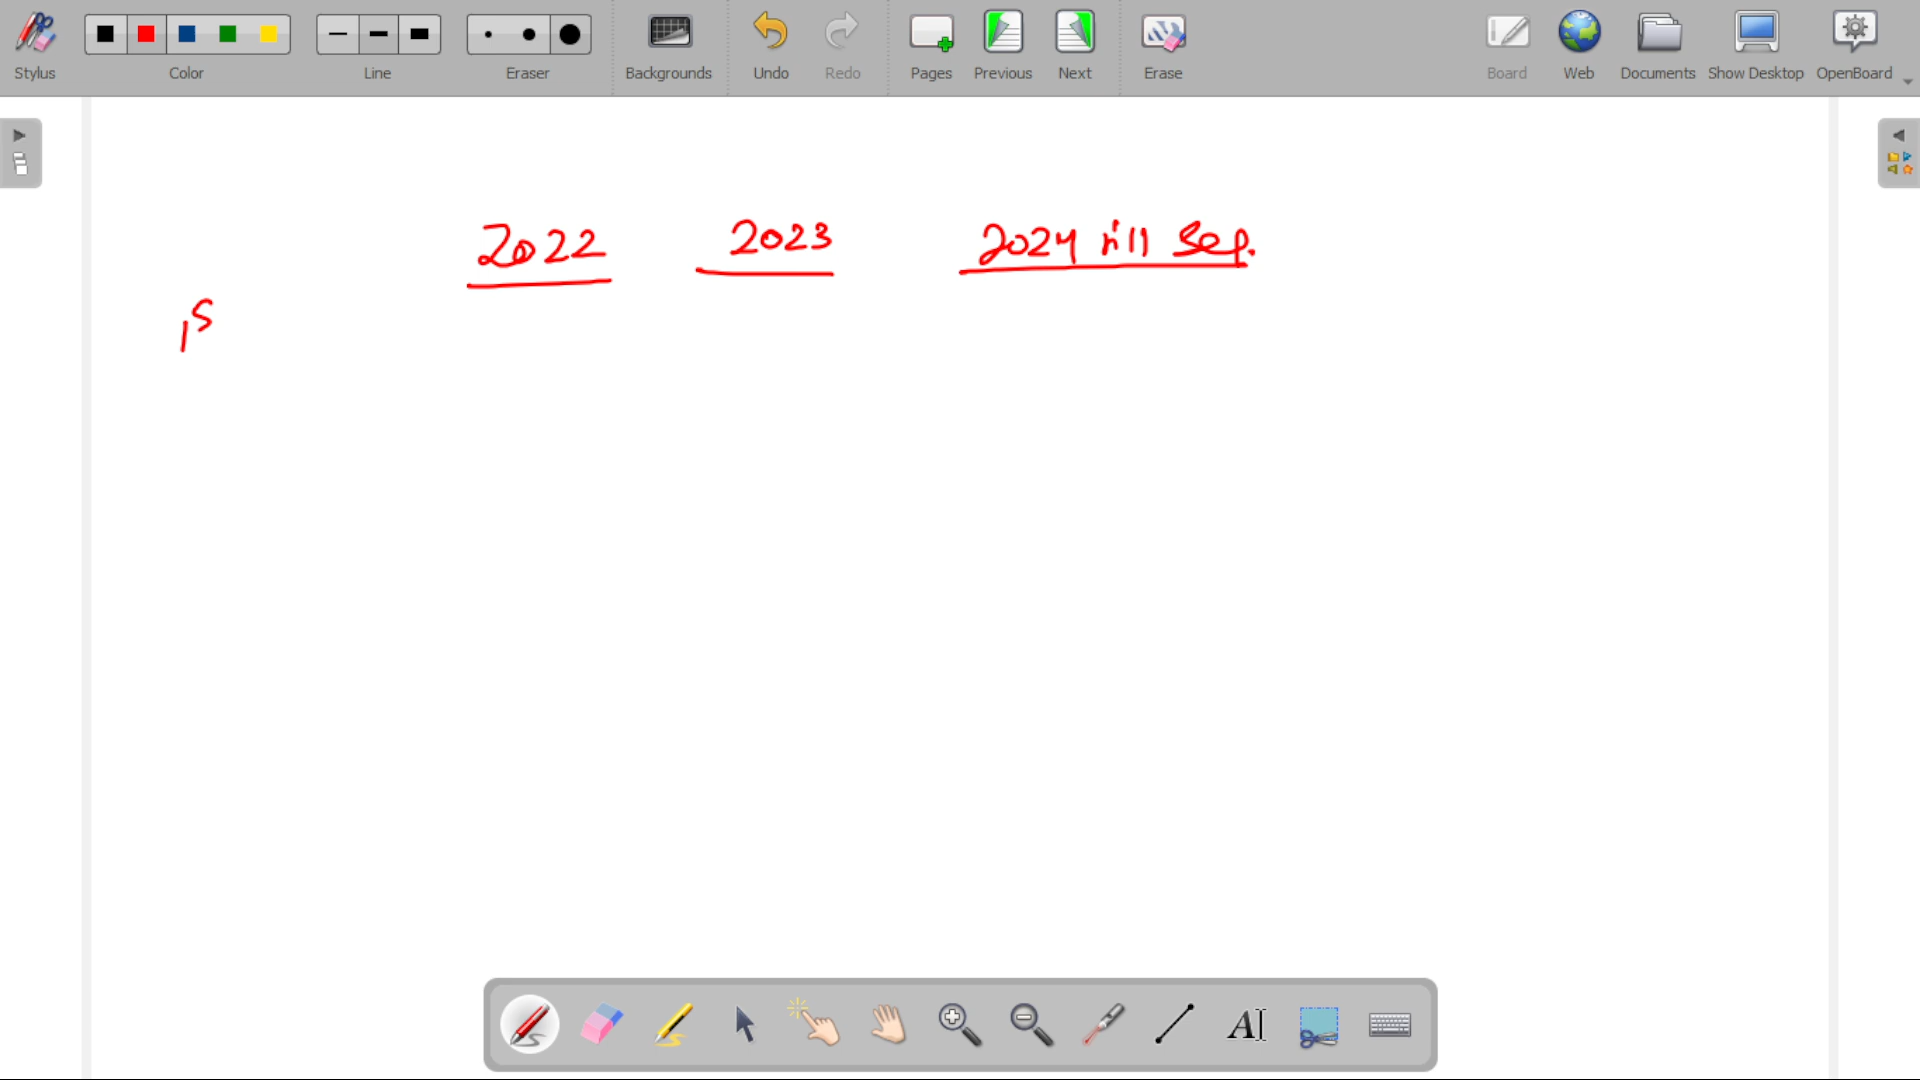 Stylus Color Line Eraser Backgrounds Undo Redo Pages Previous Next Erase Board Web Documents Show Desktop OpenBoard
2022 2023 2024 till Sep.
AI